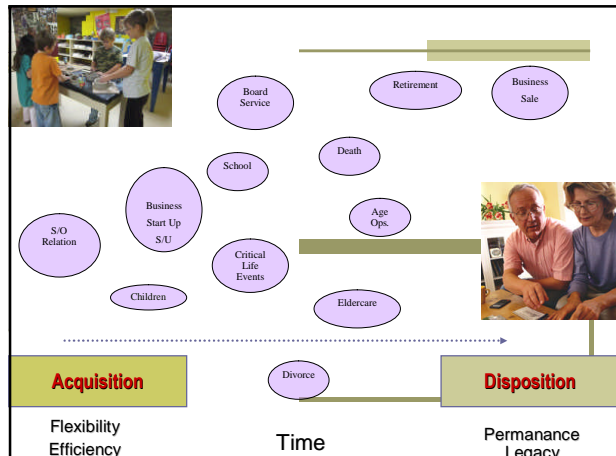 Board
Service
Retirement
Business
Sale
School
Death
Business
Start Up
S/U
Age
Ops.
S/O
Relation
Critical
Life
Events
Children
Eldercare
Acquisition
Divorce
Disposition
Flexibility
Efficiency
Time
Permanance
Legacy